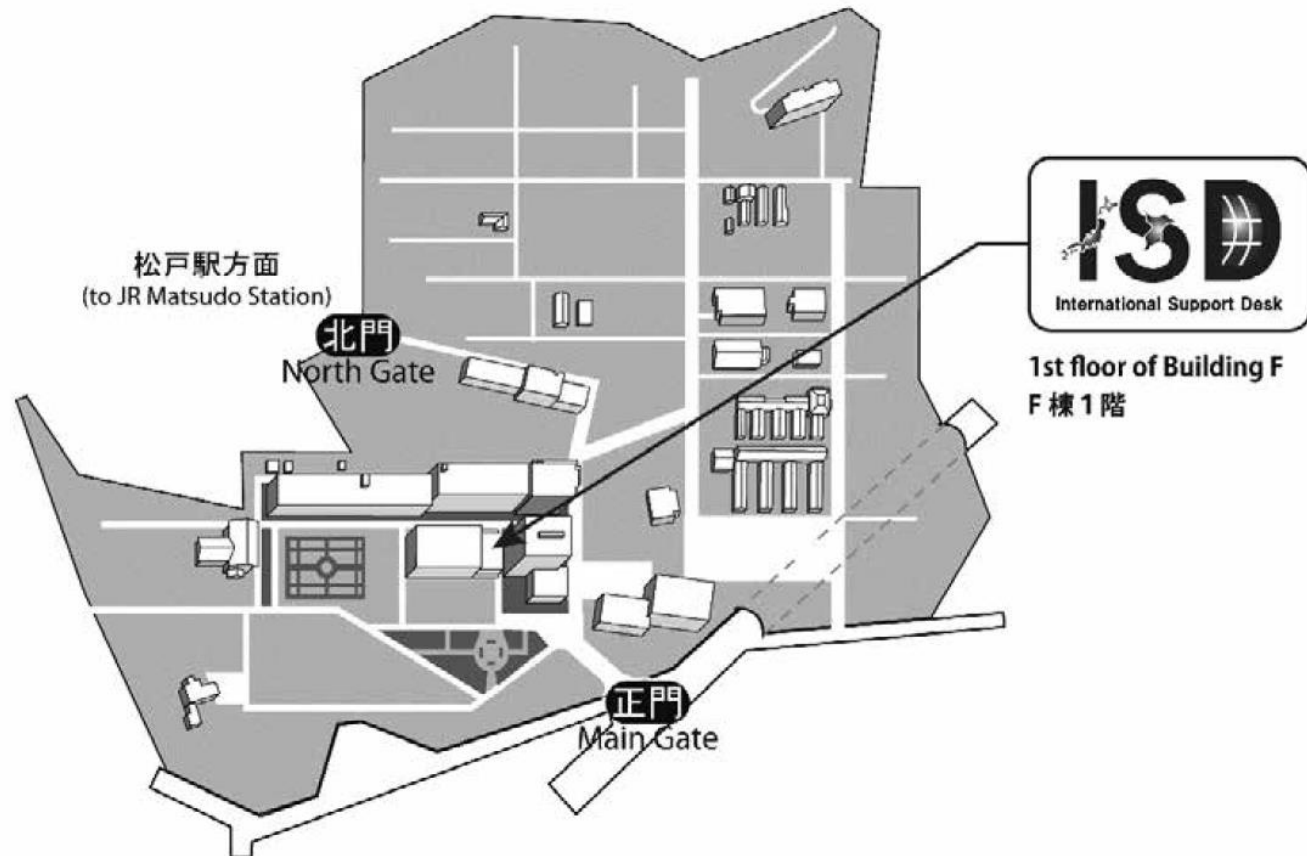 松戸駅方面
(to JR Matsudo Station)
北門
North Gate
ISD
International Support Desk
1st floor of Building F
F棟1階
正門
Main Gate